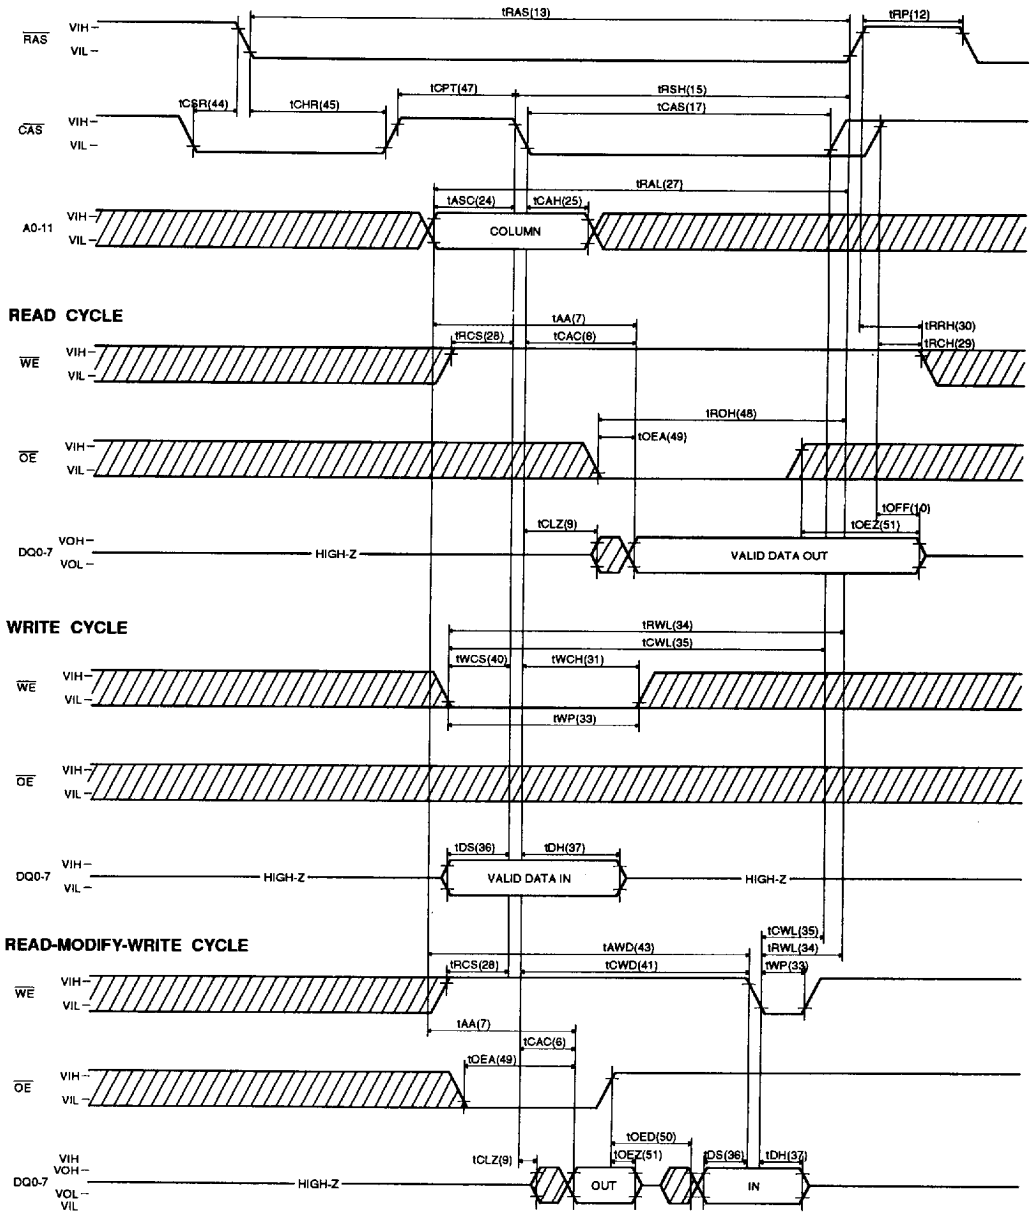 tRAS(13) tRP(12)
RAS VIH VIL
tCSR(44) tCHR(45) tCPT(47) tRSH(15)
tCAS(17)
CAS VIH VIL
tRAL(27)
tASC(24) tCAH(25)
A0-11 VIH VIL COLUMN
READ CYCLE
tAA(7) tRRH(30)
tRCS(28) tCAC(6) tRCH(29)
WE VIH VIL
tROH(48)
tOEA(49)
OE VIH VIL
tOFF(10)
tCLZ(9) tOEZ(51)
DQ0-7 VOH VOL HIGH-Z VALID DATA OUT
WRITE CYCLE
tRWL(34)
tCWL(35)
tWCS(40) tWCH(31)
WE VIH VIL
tWP(33)
OE VIH VIL
tDS(36) tDH(37)
DQ0-7 VIH VIL HIGH-Z VALID DATA IN HIGH-Z
READ-MODIFY-WRITE CYCLE
tCWL(35)
tAWD(43) tRWL(34)
tRCS(28) tCWD(41) tWP(33)
WE VIH VIL
tAA(7)
tCAC(6)
tOEA(49)
OE VIH VIL
tOED(50)
tCLZ(9) tOEZ(51) tDS(36) tDH(37)
DQ0-7 VIH VOH VOL VIL HIGH-Z OUT IN